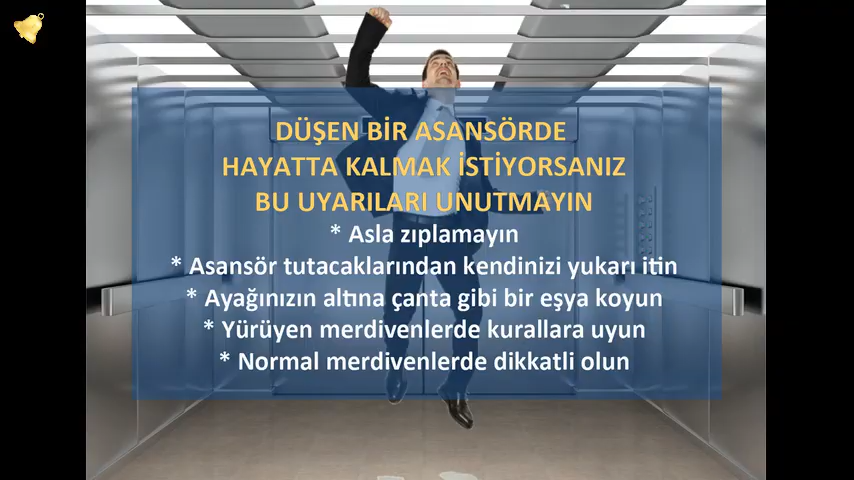 DÜŞEN BİR ASANSÖRDE
HAYATTA KALMAK İSTİYORSANIZ
BU UYARILARI UNUTMAYIN
* Asla zıplamayın
* Asansör tutacaklarından kendinizi yukarı itin
* Ayağınızın altına çanta gibi bir eşya koyun
* Yürüyen merdivenlerde kurallara uyun
* Normal merdivenlerde dikkatli olun